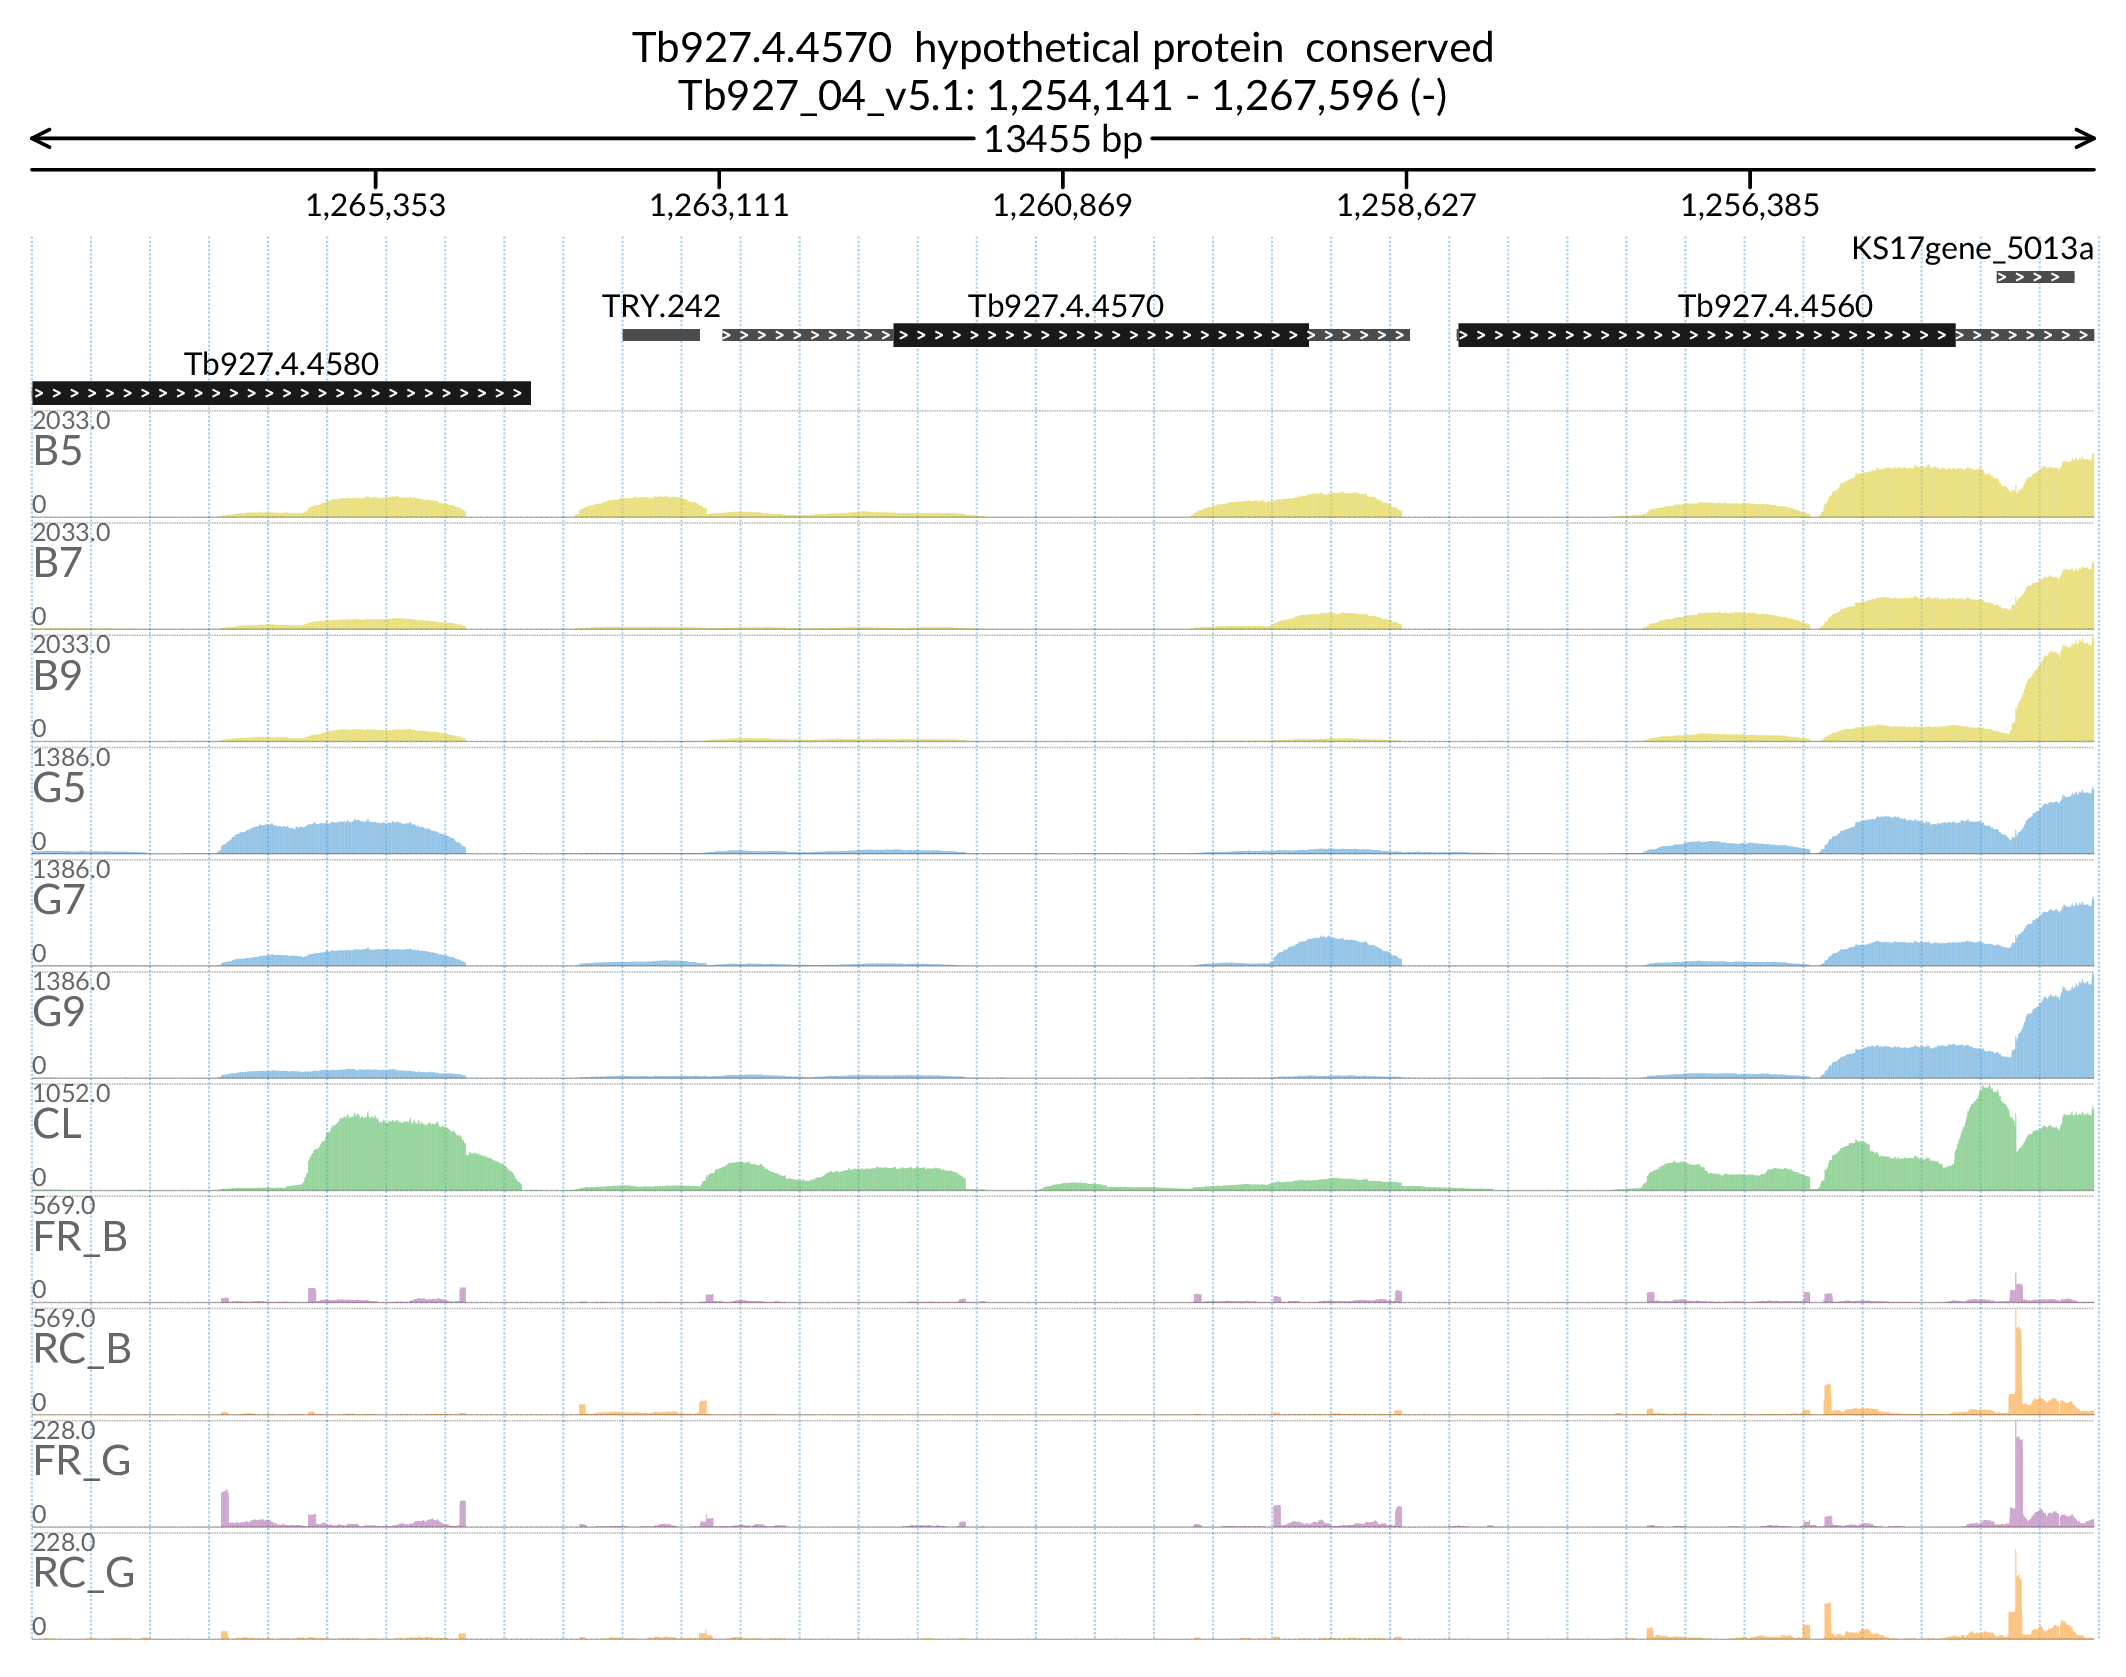 Tb927.4.4570  hypothetical protein  conserved
Tb927_04_v5.1: 1,254,141 - 1,267,596 (-)
13455 bp
1,265,353 1,263,111 1,260,869 1,258,627 1,256,385
KS17gene_5013a
TRY.242 Tb927.4.4570 Tb927.4.4560
Tb927.4.4580
2033.0
B5
0
2033.0
B7
0
2033.0
B9
0
1386.0
G5
0
1386.0
G7
0
1386.0
G9
0
1052.0
CL
0
569.0
FR_B
0
569.0
RC_B
0
228.0
FR_G
0
228.0
RC_G
0